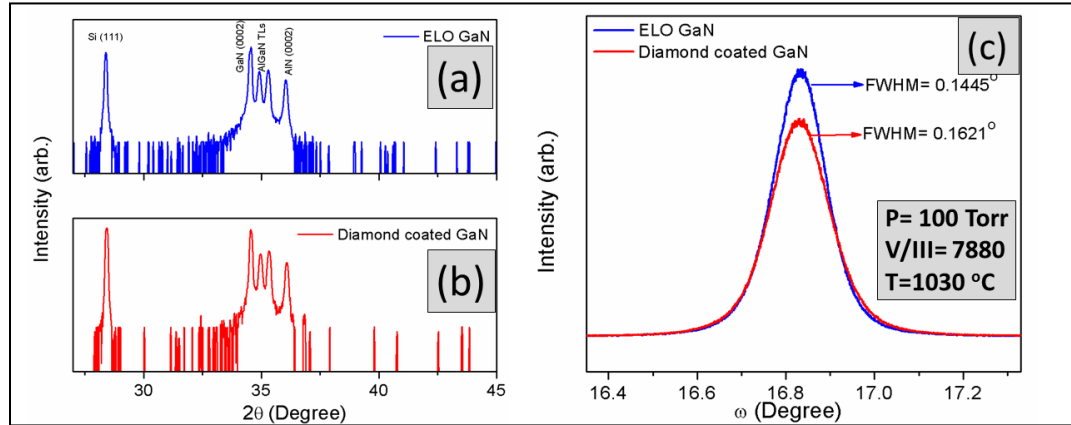 Si (111)
GaN (0002)
AlGaN TLs
AlN (0002)
ELO GaN
(a)
Diamond coated GaN
(b)
Intensity (arb.)
30 35 40 45
2θ (Degree)
ELO GaN
Diamond coated GaN
(c)
FWHM= 0.1445°
FWHM= 0.1621°
P= 100 Torr
V/III= 7880
T=1030 °C
Intensity (arb.)
16.4 16.6 16.8 17.0 17.2
ω (Degree)